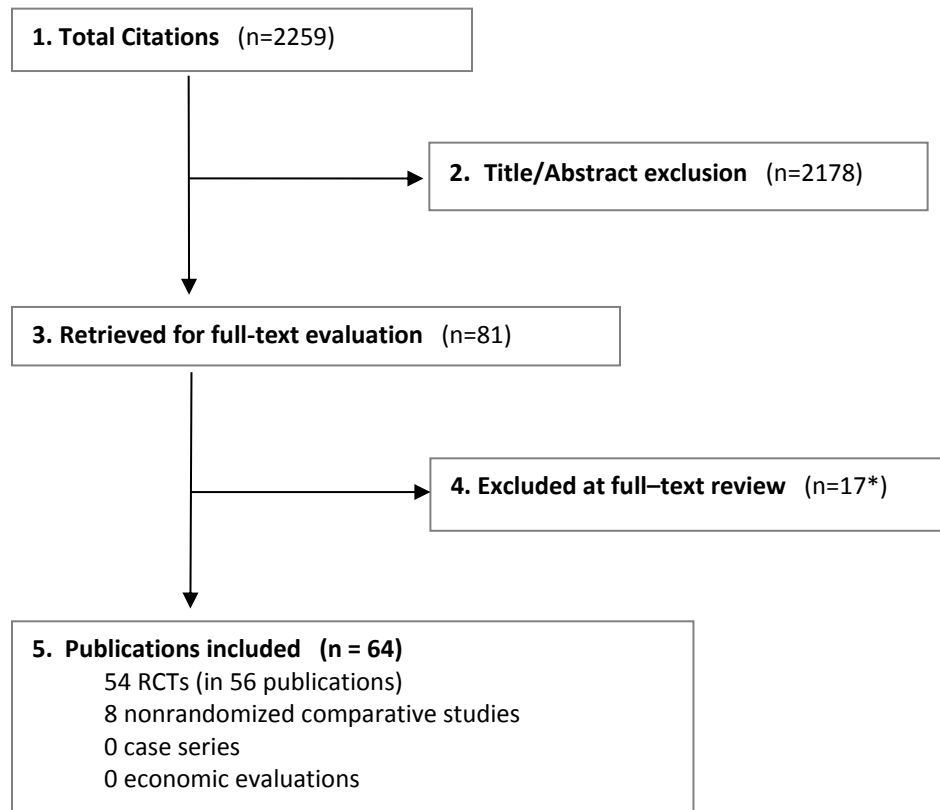 1. Total Citations (n=2259)
2. Title/Abstract exclusion (n=2178)
3. Retrieved for full-text evaluation (n=81)
4. Excluded at full–text review (n=17*)
5. Publications included (n = 64)
54 RCTs (in 56 publications)
8 nonrandomized comparative studies
0 case series
0 economic evaluations